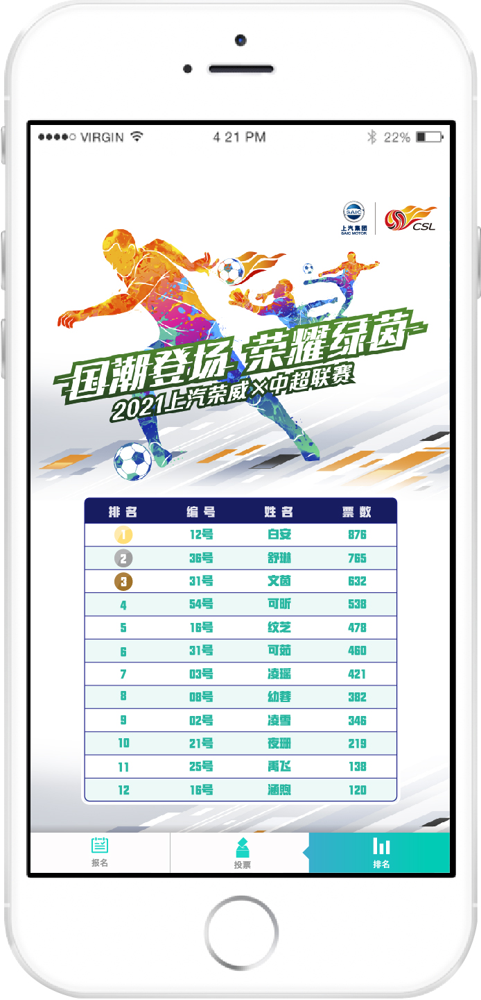 VIRGIN 4 21 PM 22%
SAIC
上汽集团
SAIC MOTOR
CSL
国潮登场 荣耀绿茵
2021上汽荣威×中超联赛
排名 编号 姓名 票数
1 12号 白安 876
2 36号 舒琳 765
3 31号 文茵 632
4 54号 可昕 538
5 16号 纹芝 478
6 31号 可茹 460
7 03号 凌瑶 421
8 08号 幼蓉 382
9 02号 凌雪 346
10 21号 夜珊 219
11 25号 禹飞 138
12 16号 涵煦 120
报名 投票 排名